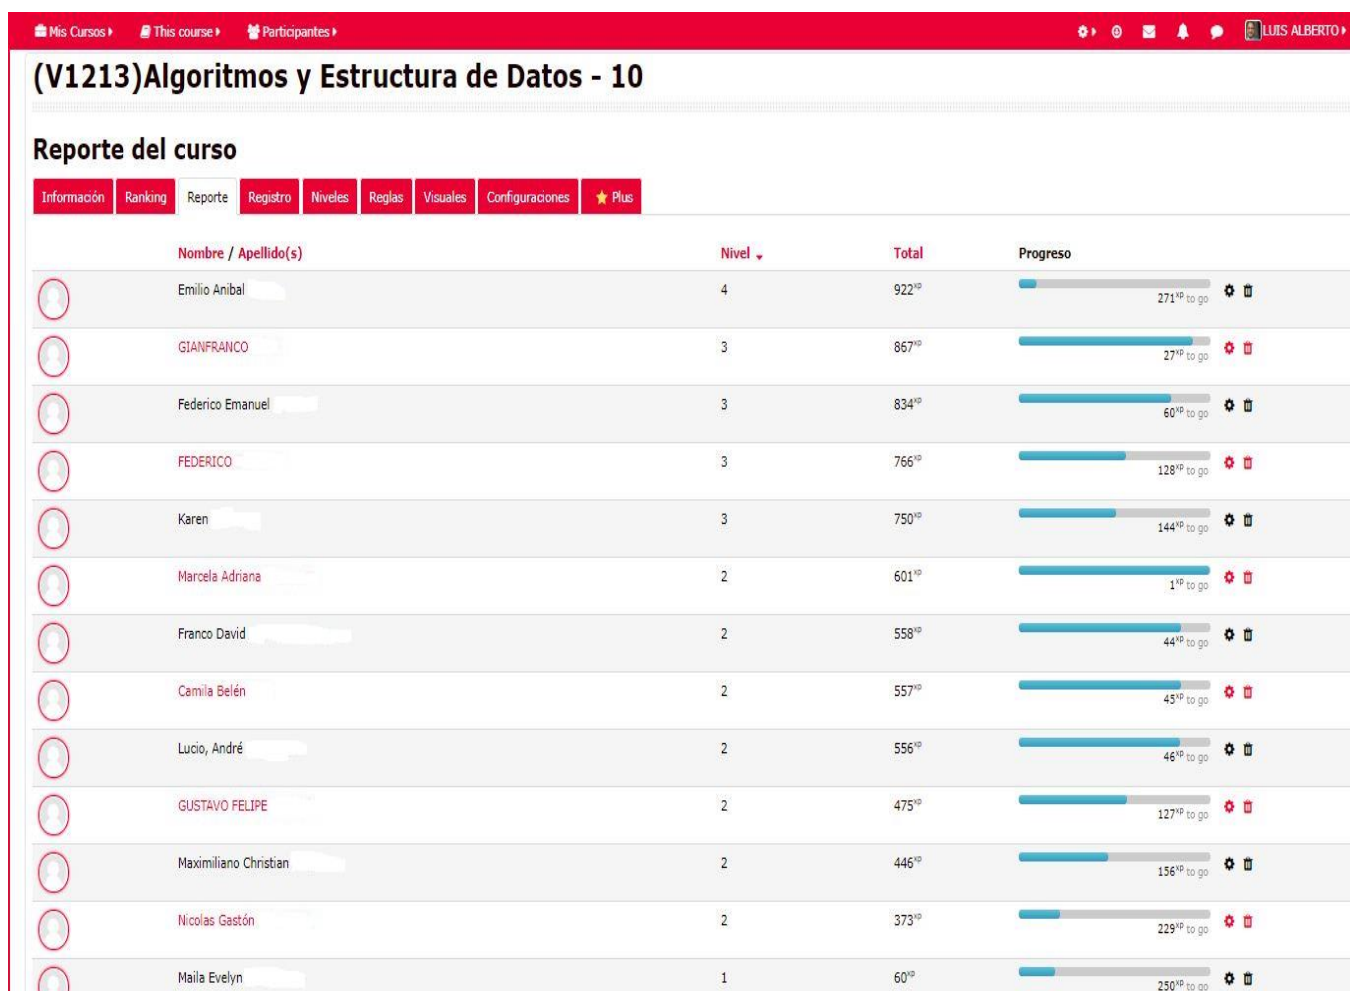 Mis Cursos This course Participantes LUIS ALBERTO
(V1213)Algoritmos y Estructura de Datos - 10
Reporte del curso
Información Ranking Reporte Registro Niveles Reglas Visuales Configuraciones Plus
Nombre / Apellido(s) Nivel Total Progreso
Emilio Anibal 4 922xp 271xp to go
GIANFRANCO 3 867xp 27xp to go
Federico Emanuel 3 834xp 60xp to go
FEDERICO 3 766xp 128xp to go
Karen 3 750xp 144xp to go
Marcela Adriana 2 601xp 1xp to go
Franco David 2 558xp 44xp to go
Camila Belén 2 557xp 45xp to go
Lucio, André 2 556xp 46xp to go
GUSTAVO FELIPE 2 475xp 127xp to go
Maximiliano Christian 2 446xp 156xp to go
Nicolas Gastón 2 373xp 229xp to go
Maila Evelyn 1 60xp 250xp to go